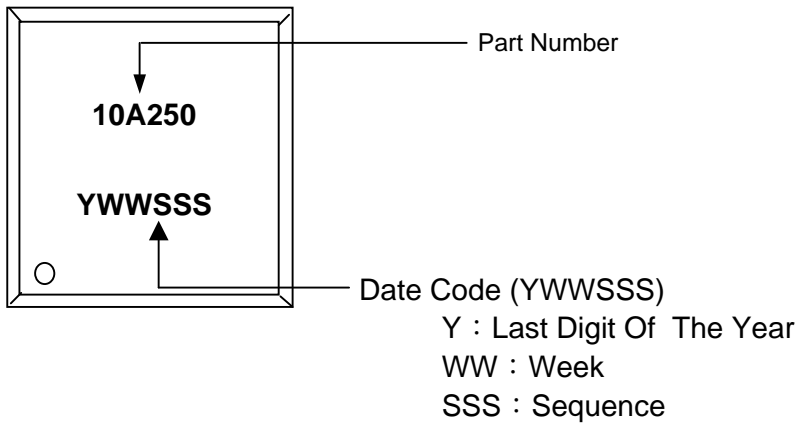 Part Number
10A250
YWWSSS
Date Code (YWWSSS)
Y：Last Digit Of The Year
WW：Week
SSS：Sequence